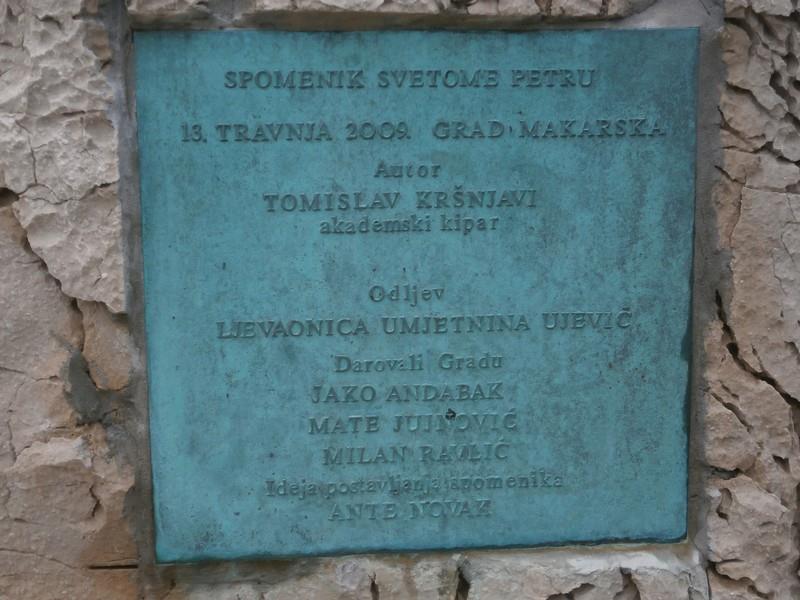 SPOMENIK SVETOME PETRU
13. TRAVNJA 2009. GRAD MAKARSKA
Autor
TOMISLAV KRŠNJAVI
akademski kipar
Odljev
LJEVAONICA UMJETNINA UJEVIĆ
Darovali Gradu
JAKO ANDABAK
MATE JUJNOVIĆ
MILAN RAVLIĆ
Ideja postavljanja spomenika
ANTE NOVAK